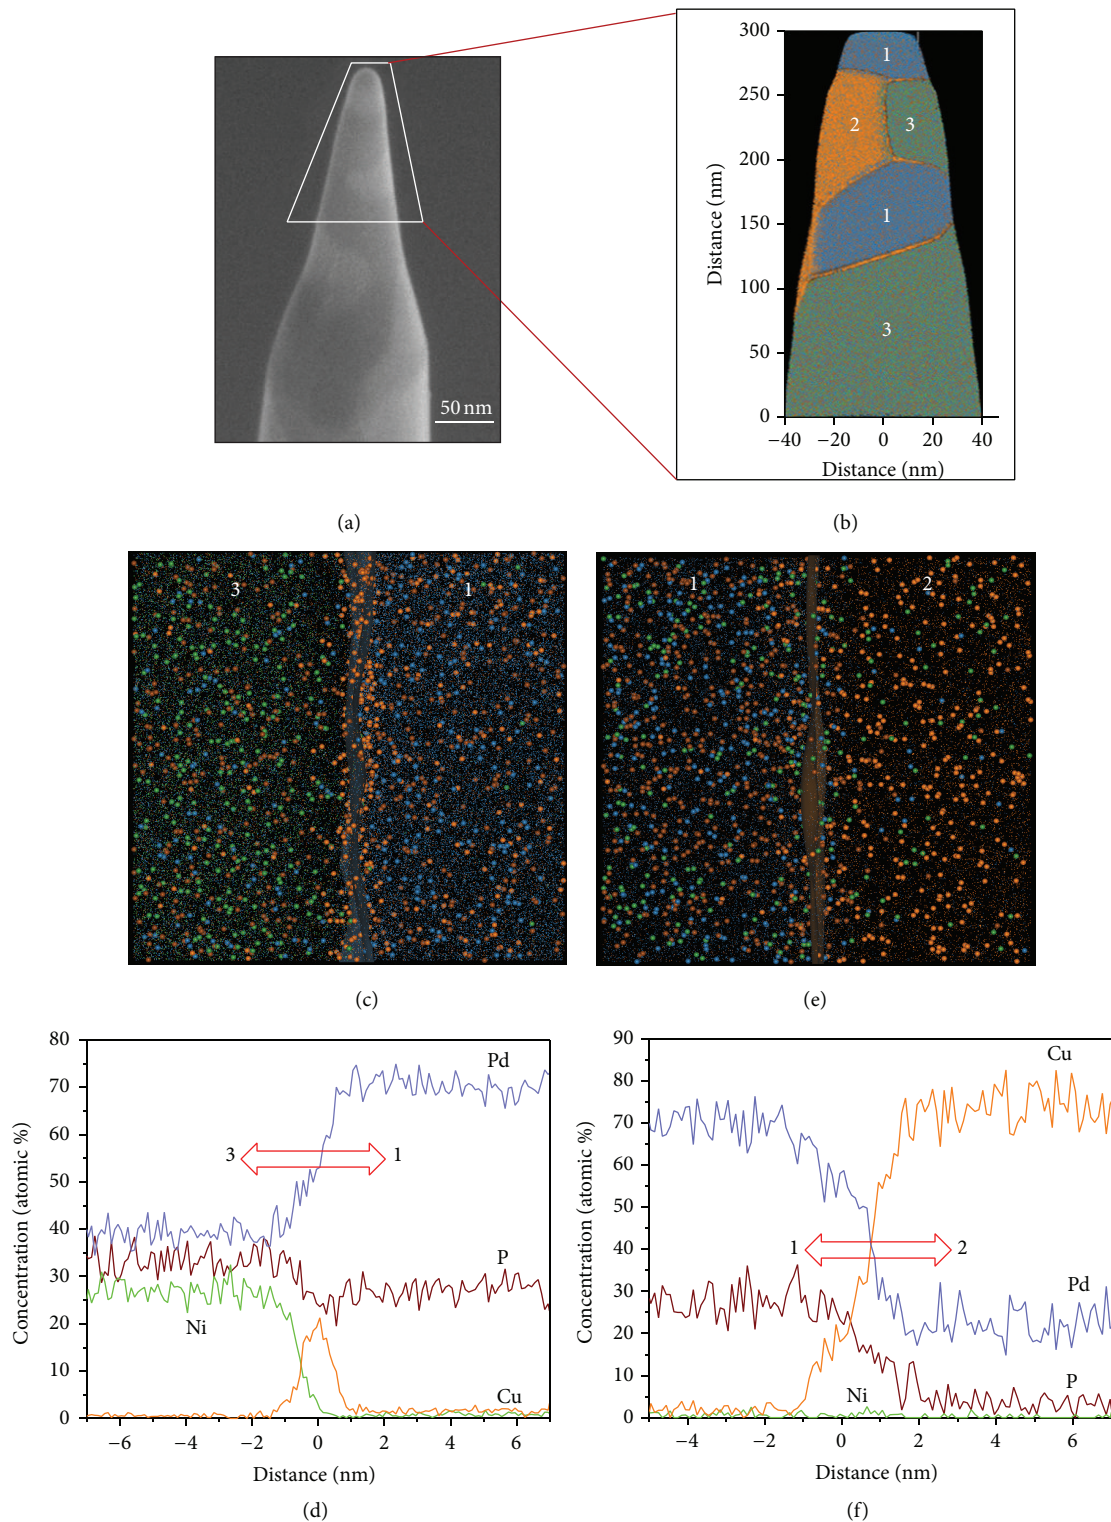 50 nm
(a)
300
250
200
150
100
50
0
Distance (nm)
1
2
3
1
3
−40
−20
0
20
40
Distance (nm)
(b)
3
1
(c)
1
2
(e)
80
70
60
50
40
30
20
10
0
Concentration (atomic %)
Pd
3
1
P
Ni
Cu
−6
−4
−2
0
2
4
6
Distance (nm)
(d)
90
80
70
60
50
40
30
20
10
0
Concentration (atomic %)
Cu
1
2
Pd
Ni
P
−4
−2
0
2
4
6
Distance (nm)
(f)